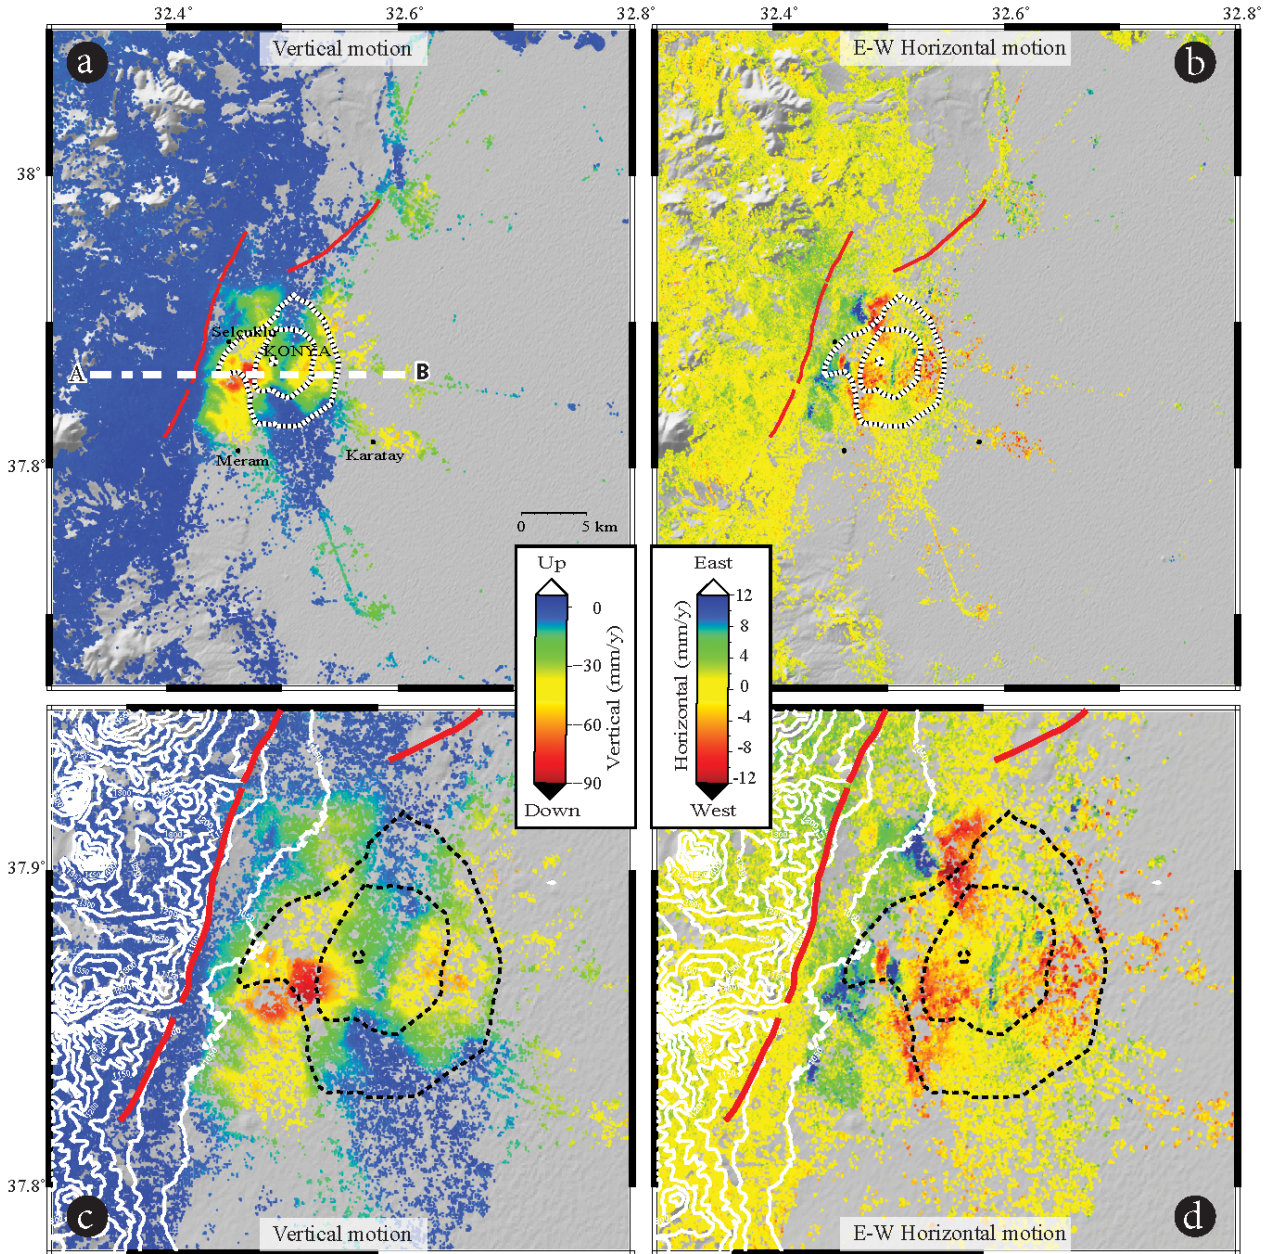 32.4° 32.6° 32.8° 32.4° 32.6° 32.8°
a Vertical motion E-W Horizontal motion b
38°
Selçuklu
KONYA
A B
Meram Karatay
37.8°
0 5 km
Up East
0
−30
−60
−90
Vertical (mm/y)
Down
12
8
4
0
-4
-8
-12
Horizontal (mm/y)
West
37.9°
37.8°
c Vertical motion E-W Horizontal motion d